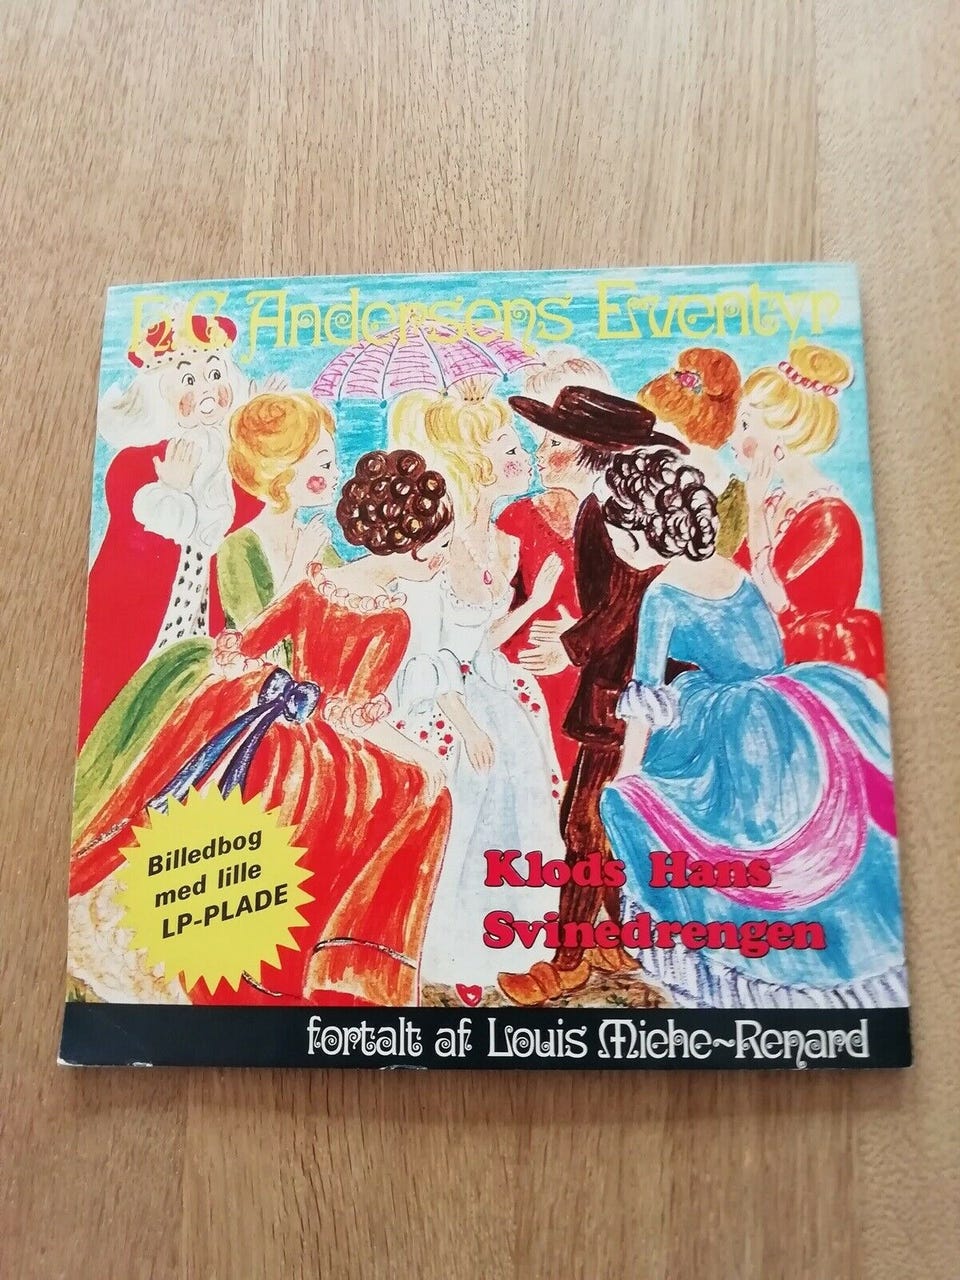 H.C. Andersens Eventyr
Billedbog
med lille
LP-PLADE
Klods Hans
Svinedrengen
fortalt af Louis Miehe~Renard